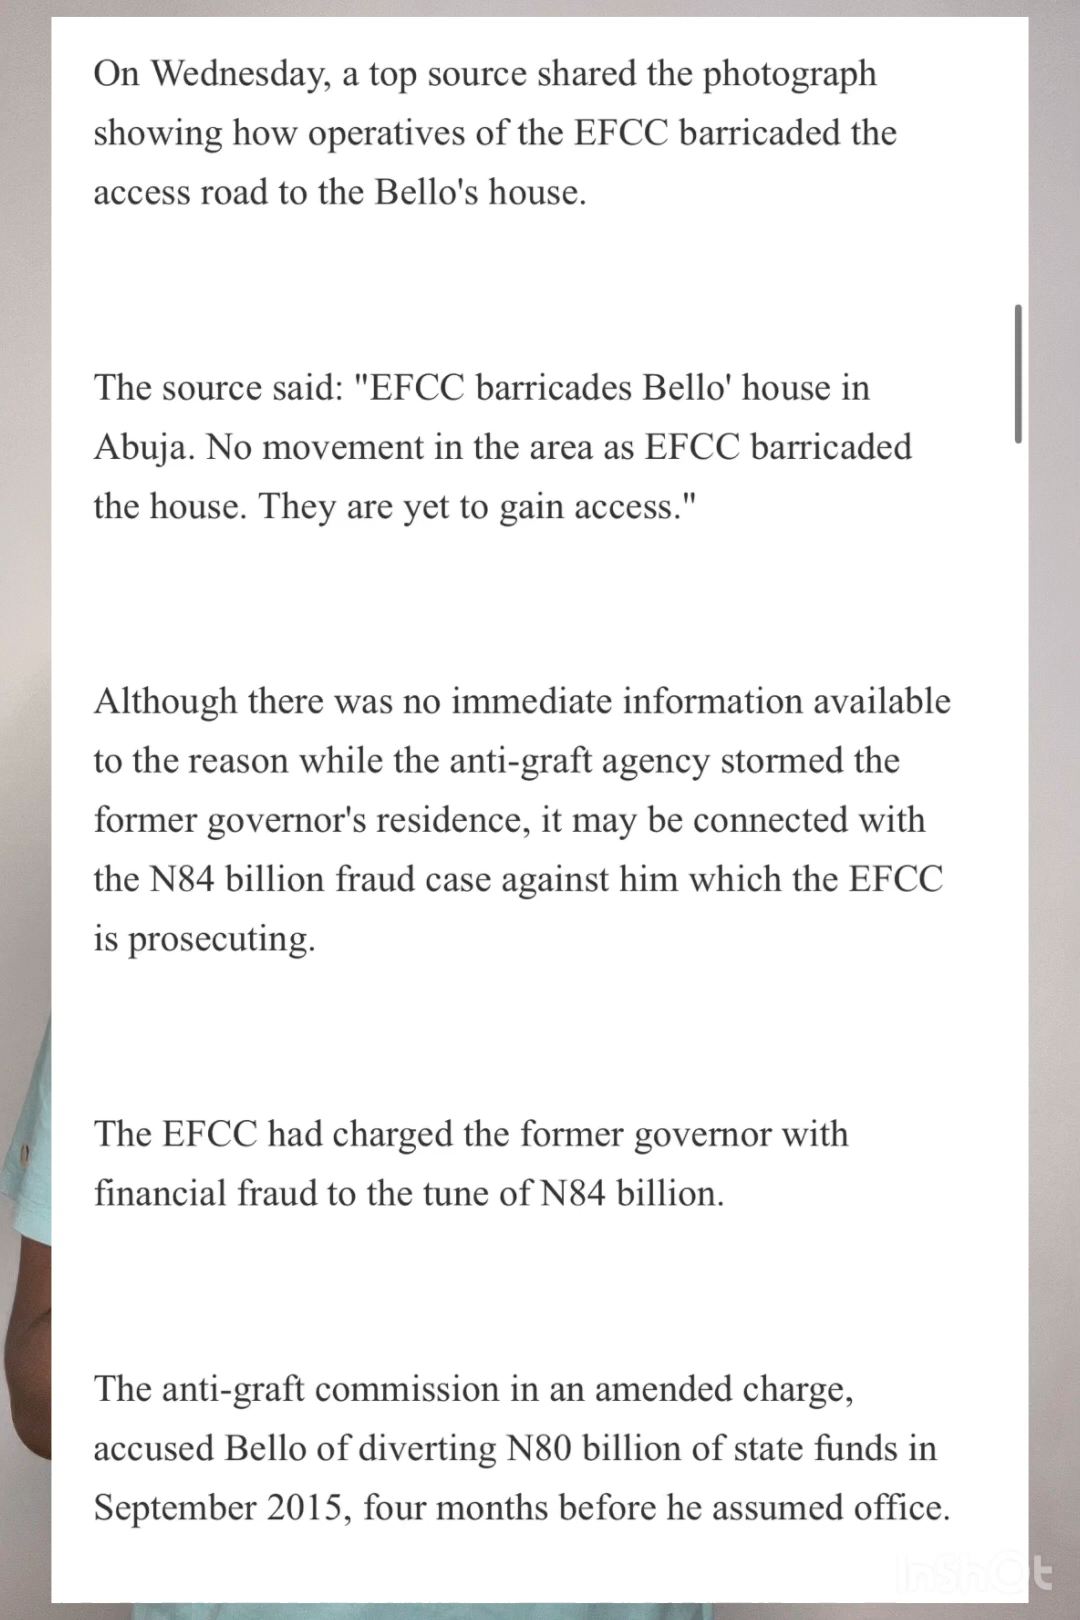 On Wednesday, a top source shared the photograph
showing how operatives of the EFCC barricaded the
access road to the Bello's house.
The source said: "EFCC barricades Bello' house in
Abuja. No movement in the area as EFCC barricaded
the house. They are yet to gain access."
Although there was no immediate information available
to the reason while the anti-graft agency stormed the
former governor's residence, it may be connected with
the N84 billion fraud case against him which the EFCC
is prosecuting.
The EFCC had charged the former governor with
financial fraud to the tune of N84 billion.
The anti-graft commission in an amended charge,
accused Bello of diverting N80 billion of state funds in
September 2015, four months before he assumed office.
InShOt